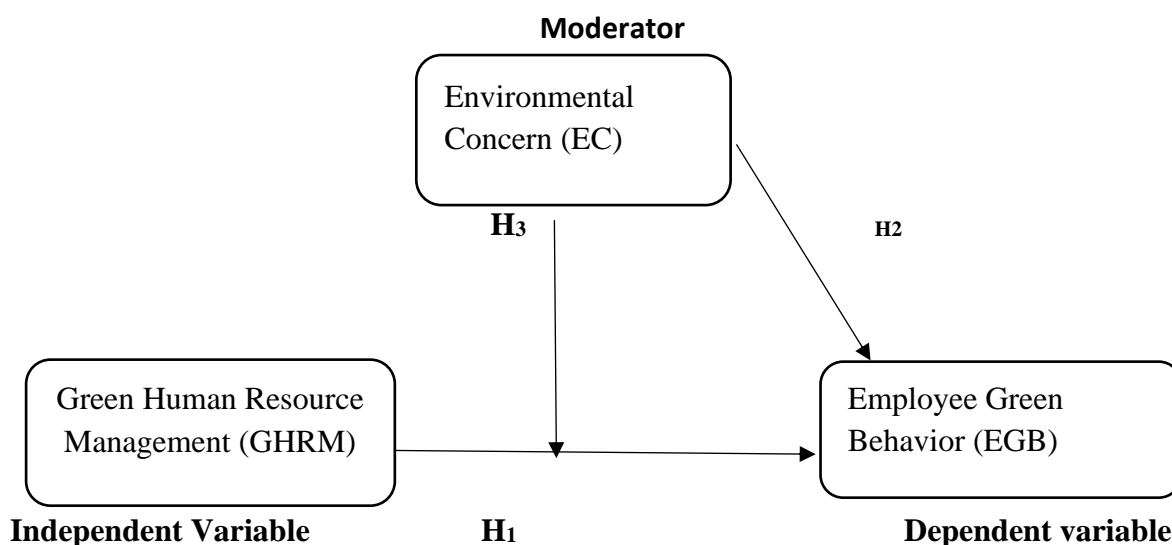 Moderator
Environmental
Concern (EC)
H3
H2
Green Human Resource
Management (GHRM)
Employee Green
Behavior (EGB)
Independent Variable
H1
Dependent variable